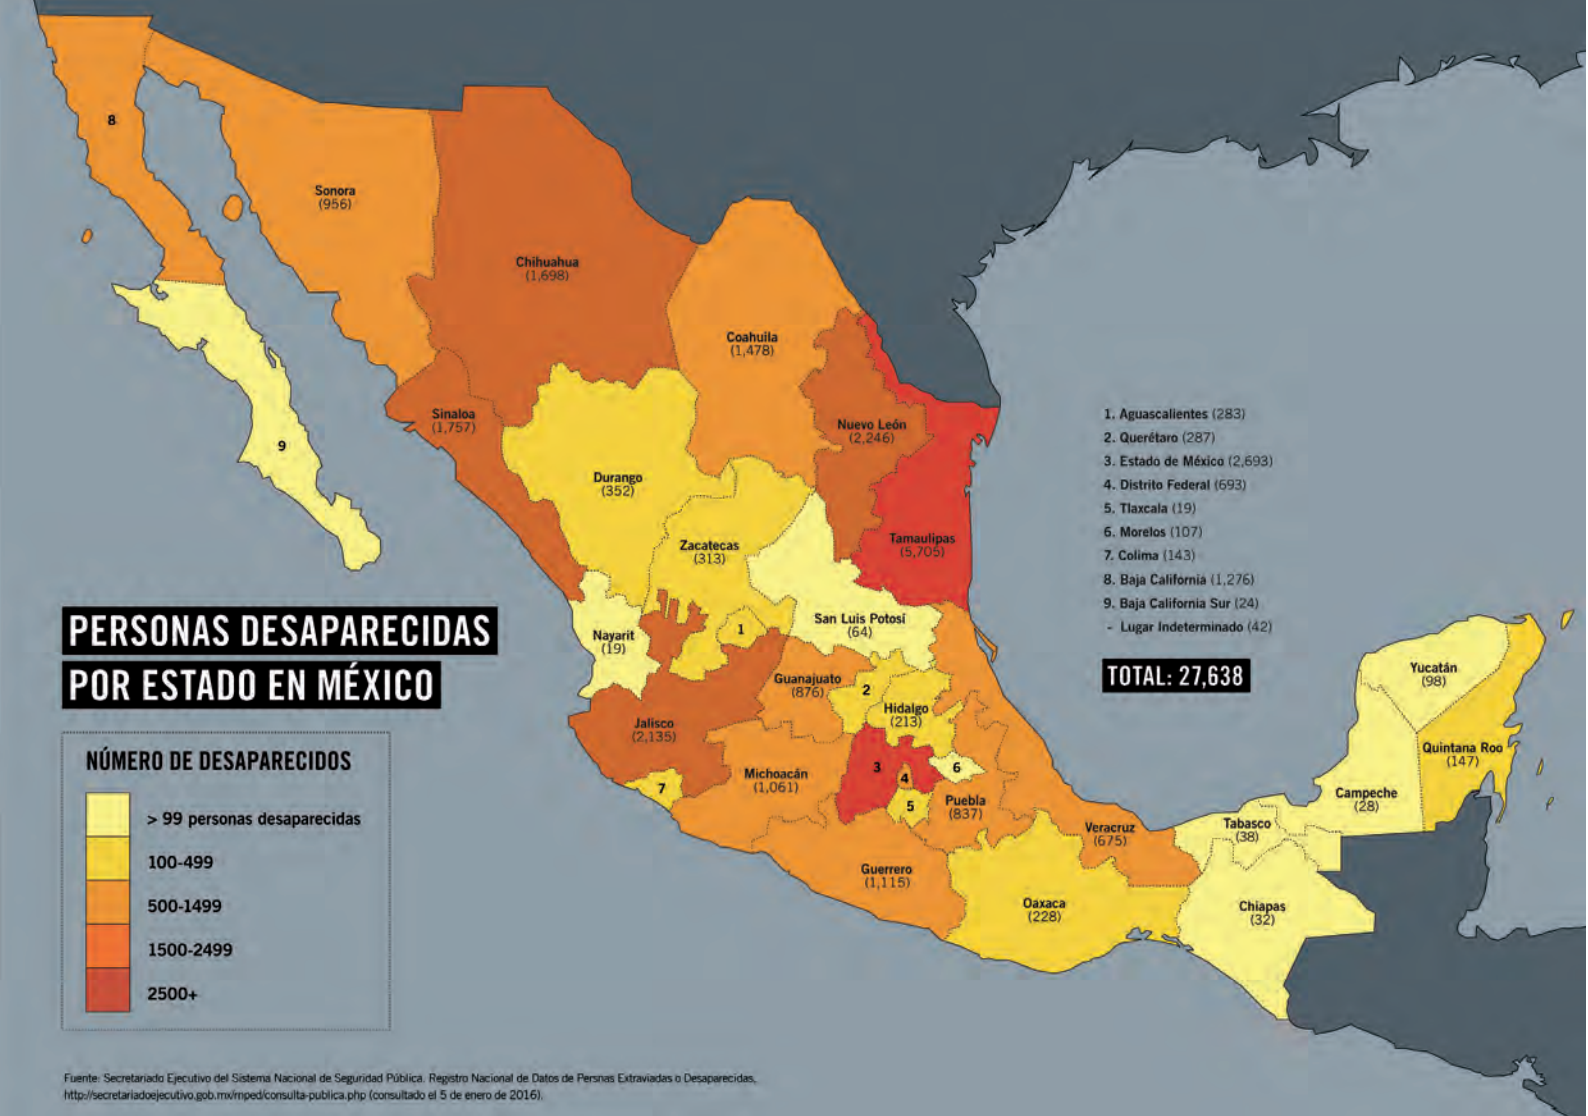 8
Sonora
(956)
Chihuahua
(1,698)
Coahuila
(1,478)
Sinaloa
(1,757)
Nuevo León
(2,246)
9
Durango
(352)
Zacatecas
(313)
Tamaulipas
(5,705)
1. Aguascalientes (283)
2. Querétaro (287)
3. Estado de México (2,693)
4. Distrito Federal (693)
5. Tlaxcala (19)
6. Morelos (107)
7. Colima (143)
8. Baja California (1,276)
9. Baja California Sur (24)
- Lugar Indeterminado (42)
TOTAL: 27,638
PERSONAS DESAPARECIDAS
POR ESTADO EN MÉXICO
Nayarit
(19)
1
San Luis Potosí
(64)
Guanajuato
(876)
2
Hidalgo
(213)
Jalisco
(2,135)
Michoacán
(1,061)
7
3
4
5
6
Puebla
(837)
Guerrero
(1,115)
Oaxaca
(228)
Veracruz
(675)
Tabasco
(38)
Chiapas
(32)
Campeche
(28)
Yucatán
(98)
Quintana Roo
(147)
NÚMERO DE DESAPARECIDOS
> 99 personas desaparecidas
100-499
500-1499
1500-2499
2500+
Fuente: Secretariado Ejecutivo del Sistema Nacional de Seguridad Pública. Registro Nacional de Datos de Persnas Extraviadas o Desaparecidas,
http://secretariadoejecutivo.gob.mx/rnped/consulta-publica.php (consultado el 5 de enero de 2016).